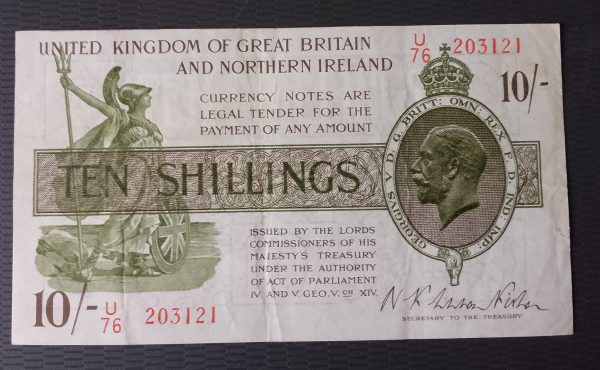 UNITED KINGDOM OF GREAT BRITAIN
AND NORTHERN IRELAND
U/76 203121
10/-
CURRENCY NOTES ARE
LEGAL TENDER FOR THE
PAYMENT OF ANY AMOUNT
GEORGIVS V D. G. BRITT: OMN: REX F. D. IND: IMP:
TEN SHILLINGS
ISSUED BY THE LORDS
COMMISSIONERS OF HIS
MAJESTY'S TREASURY
UNDER THE AUTHORITY
OF ACT OF PARLIAMENT
IV. AND V. GEO. V. CH XIV.
10/- U/76 203121
SECRETARY TO THE TREASURY